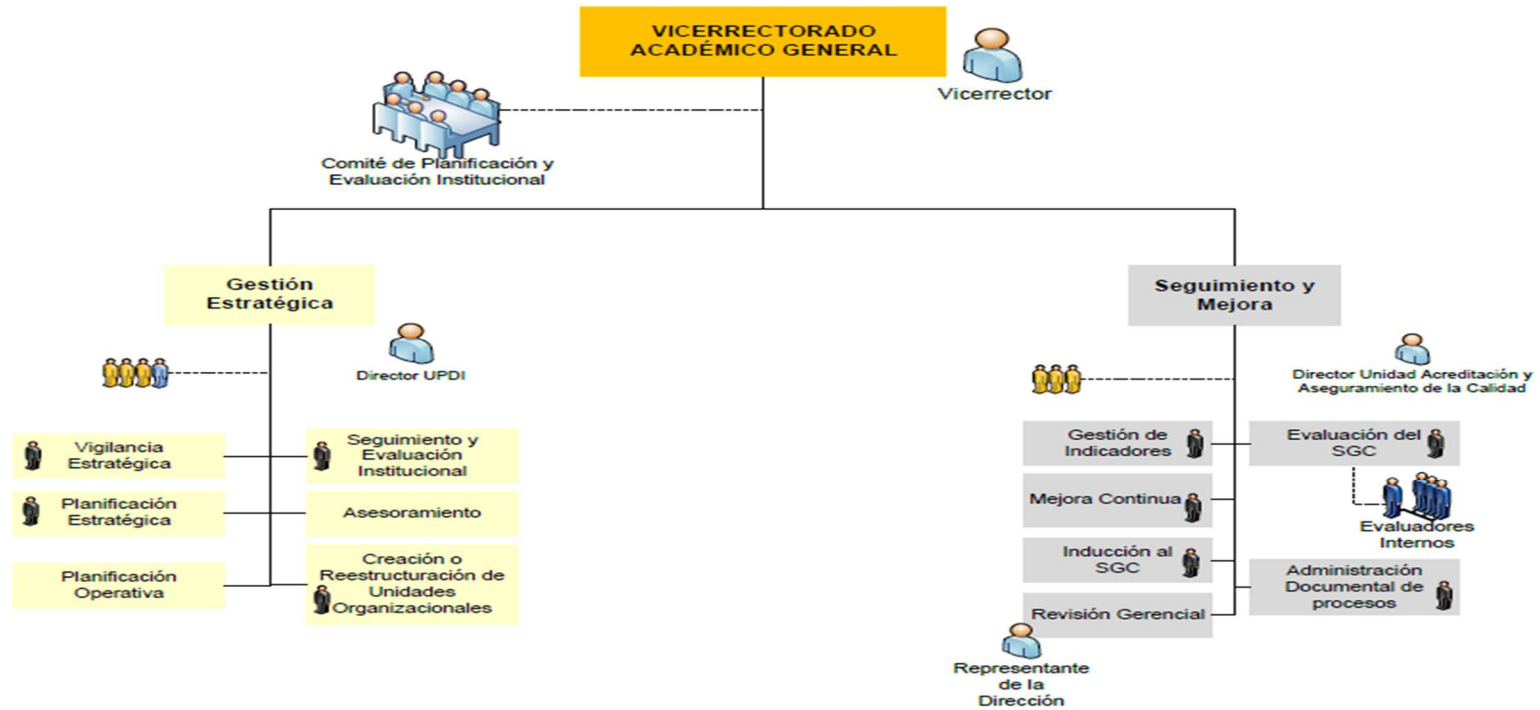 VICERRECTORADO
ACADÉMICO GENERAL
Vicerrector
Comité de Planificación y
Evaluación Institucional
Gestión
Estratégica
Director UPDI
Vigilancia
Estratégica
Seguimiento y
Evaluación
Institucional
Planificación
Estratégica
Asesoramiento
Planificación
Operativa
Creación o
Reestructuración de
Unidades
Organizacionales
Seguimiento y
Mejora
Director Unidad Acreditación y
Aseguramiento de la Calidad
Gestión de
Indicadores
Evaluación del
SGC
Mejora Continua
Evaluadores
Internos
Inducción al
SGC
Administración
Documental de
procesos
Revisión Gerencial
Representante
de la
Dirección